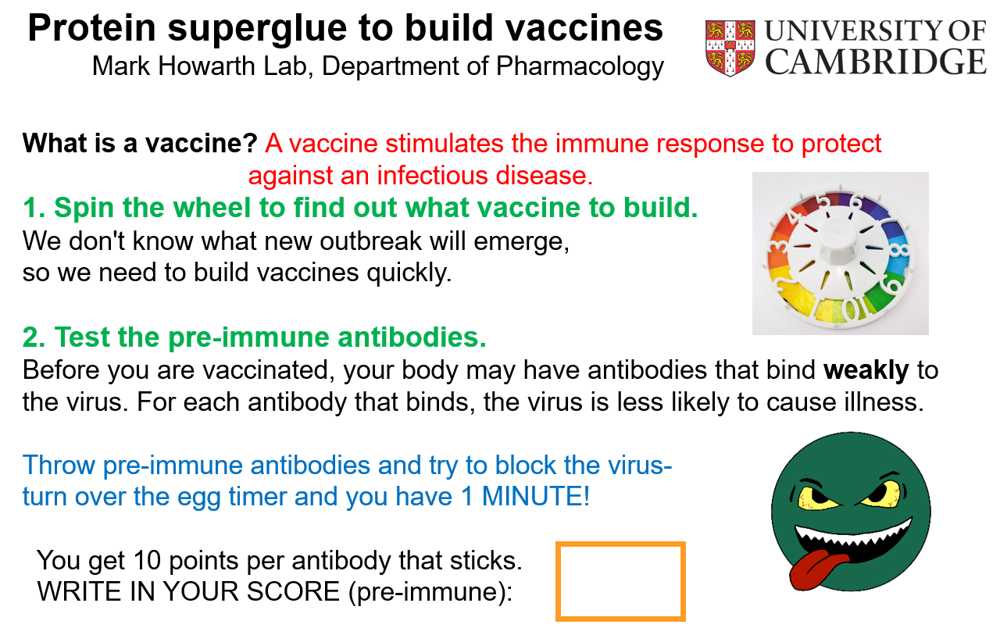 Protein superglue to build vaccines
Mark Howarth Lab, Department of Pharmacology
UNIVERSITY OF
CAMBRIDGE
What is a vaccine? A vaccine stimulates the immune response to protect
against an infectious disease.
1. Spin the wheel to find out what vaccine to build.
We don't know what new outbreak will emerge,
so we need to build vaccines quickly.
4 5 6 7
3 8
2 1 10 9
2. Test the pre-immune antibodies.
Before you are vaccinated, your body may have antibodies that bind weakly to
the virus. For each antibody that binds, the virus is less likely to cause illness.
Throw pre-immune antibodies and try to block the virus-
turn over the egg timer and you have 1 MINUTE!
You get 10 points per antibody that sticks.
WRITE IN YOUR SCORE (pre-immune):